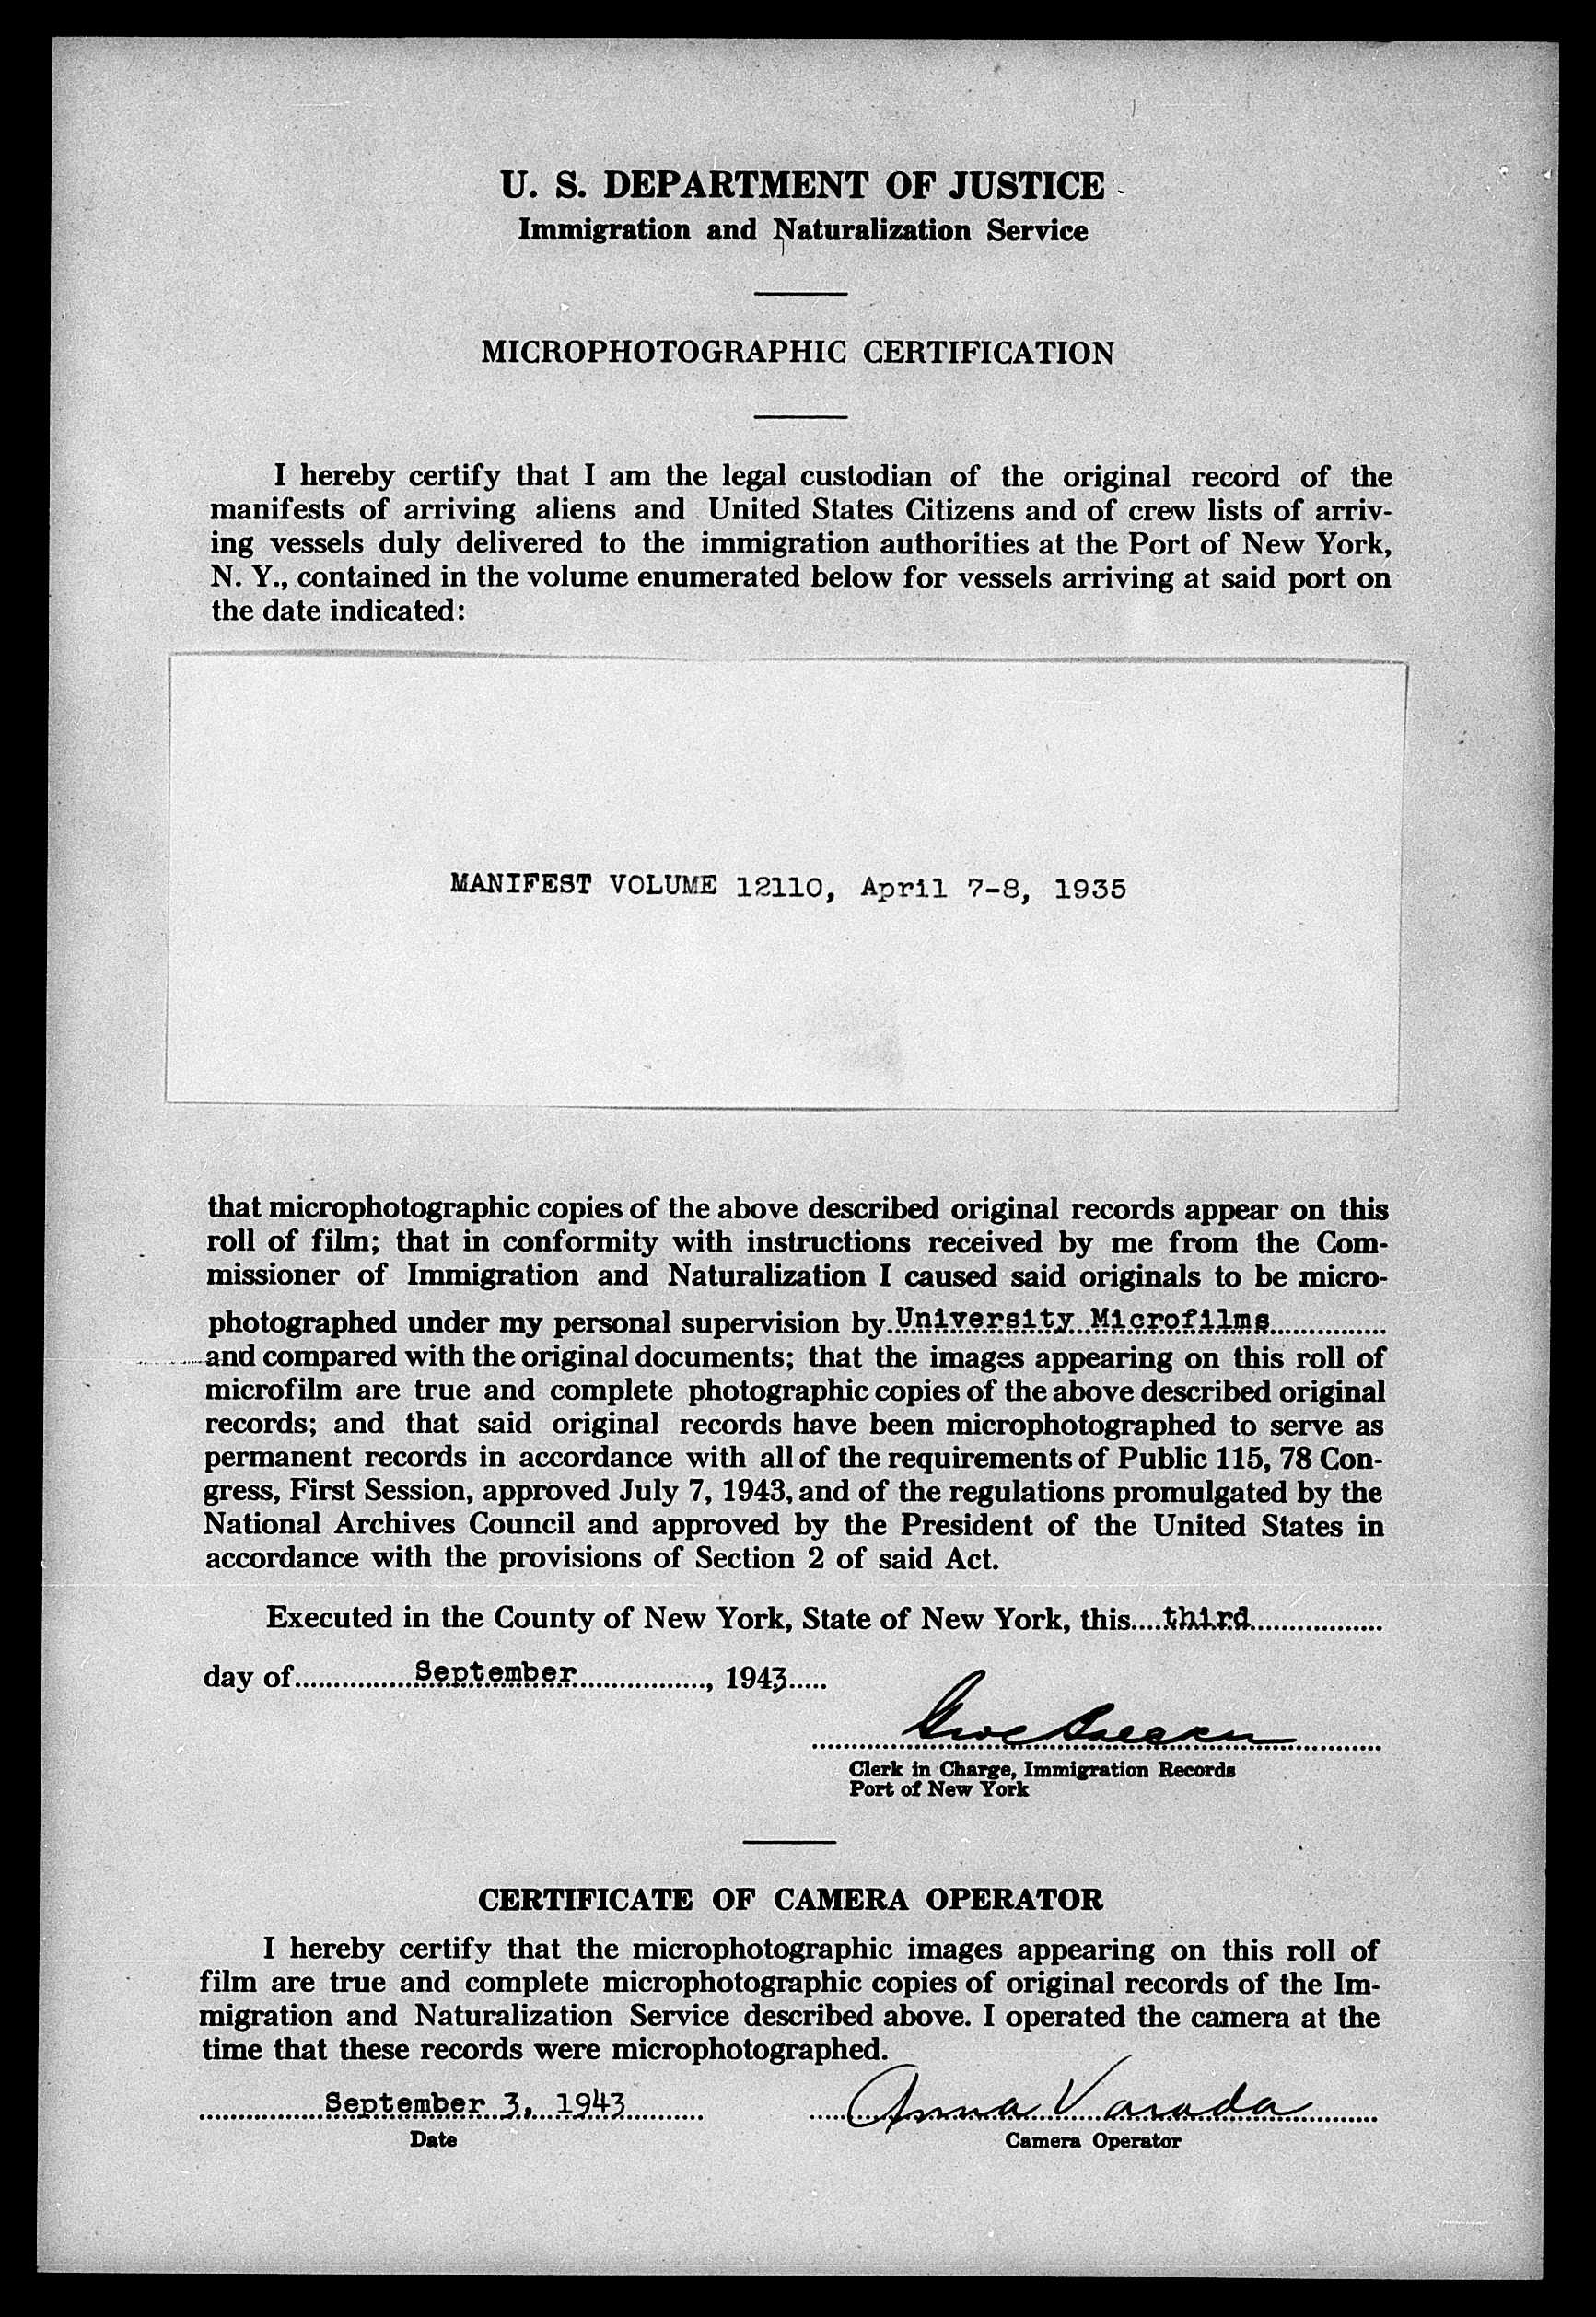 U. S. DEPARTMENT OF JUSTICE
Immigration and Naturalization Service
MICROPHOTOGRAPHIC CERTIFICATION
I hereby certify that I am the legal custodian of the original record of the
manifests of arriving aliens and United States Citizens and of crew lists of arriv-
ing vessels duly delivered to the immigration authorities at the Port of New York,
N. Y., contained in the volume enumerated below for vessels arriving at said port on
the date indicated:
MANIFEST VOLUME 12110, April 7-8, 1935
that microphotographic copies of the above described original records appear on this
roll of film; that in conformity with instructions received by me from the Com-
missioner of Immigration and Naturalization I caused said originals to be micro-
photographed under my personal supervision by University Microfilms
and compared with the original documents; that the images appearing on this roll of
microfilm are true and complete photographic copies of the above described original
records; and that said original records have been microphotographed to serve as
permanent records in accordance with all of the requirements of Public 115, 78 Con-
gress, First Session, approved July 7, 1943, and of the regulations promulgated by the
National Archives Council and approved by the President of the United States in
accordance with the provisions of Section 2 of said Act.
Executed in the County of New York, State of New York, this....third
day of September, 1943
Clerk in Charge, Immigration Records
Port of New York
CERTIFICATE OF CAMERA OPERATOR
I hereby certify that the microphotographic images appearing on this roll of
film are true and complete microphotographic copies of original records of the Im-
migration and Naturalization Service described above. I operated the camera at the
time that these records were microphotographed.
September 3, 1943 Anna Varada
Date Camera Operator